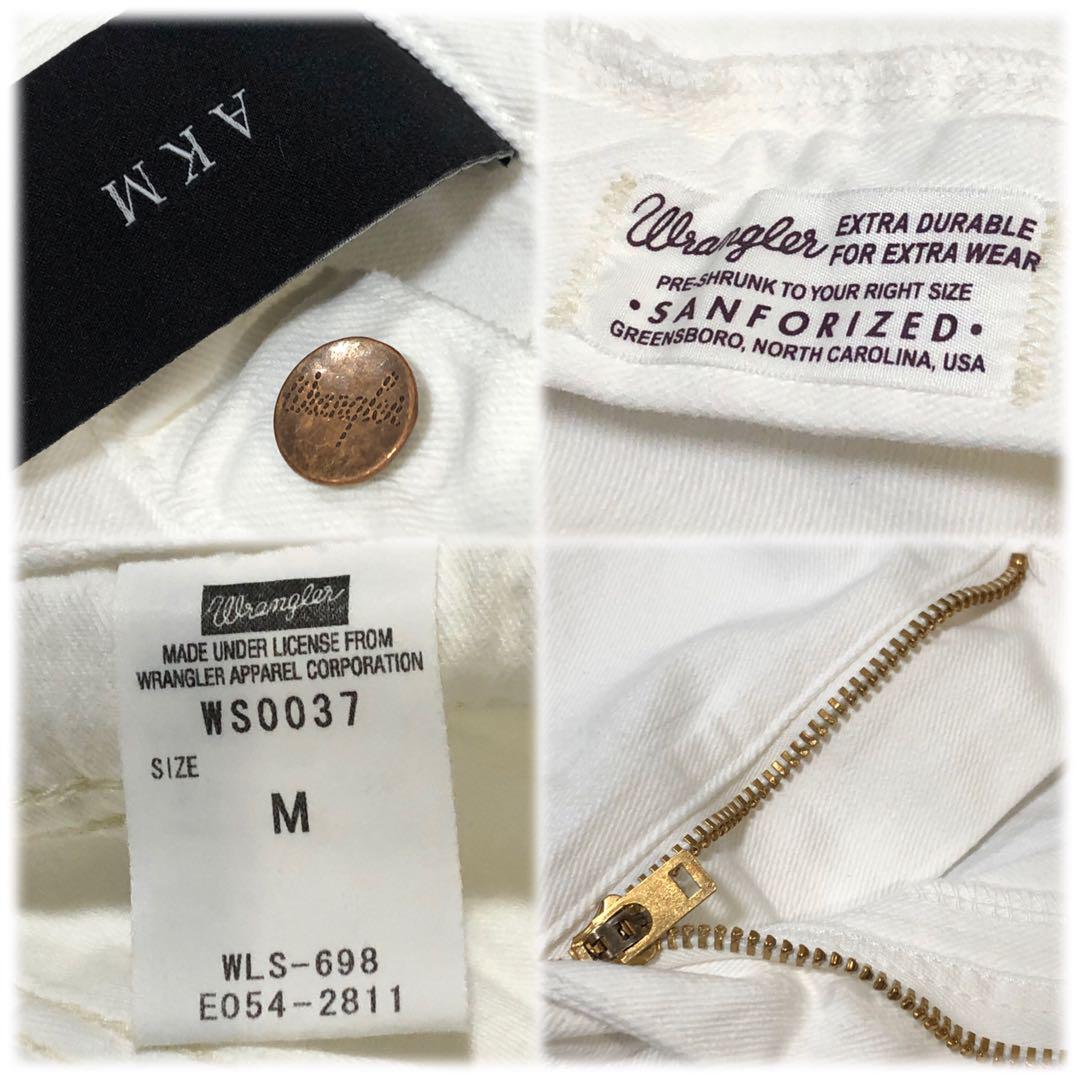 AKM
Wrangler
Wrangler EXTRA DURABLE
FOR EXTRA WEAR
PRE-SHRUNK TO YOUR RIGHT SIZE
•SANFORIZED•
GREENSBORO, NORTH CAROLINA, USA
Wrangler
MADE UNDER LICENSE FROM
WRANGLER APPAREL CORPORATION
WS0037
SIZE
M
WLS-698
E054-2811